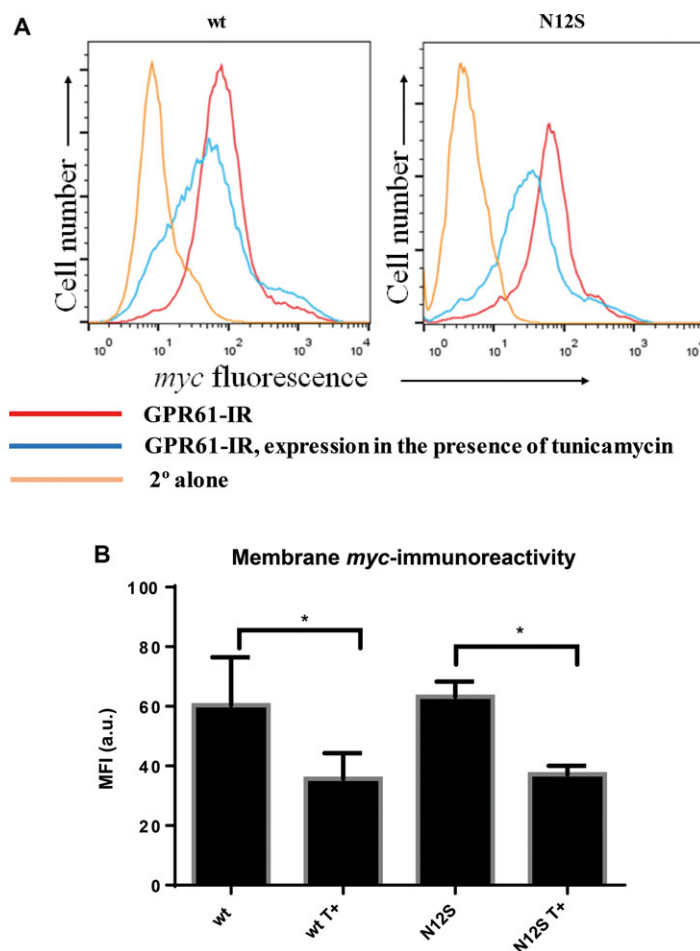 A
wt
N12S
Cell number
Cell number
10⁰ 10¹ 10² 10³ 10⁴
10⁰ 10¹ 10² 10³
myc fluorescence
GPR61-IR
GPR61-IR, expression in the presence of tunicamycin
2º alone
B
Membrane myc-immunoreactivity
MFI (a.u.)
100
80
60
40
20
0
*
*
wt
wt T+
N12S
N12S T+